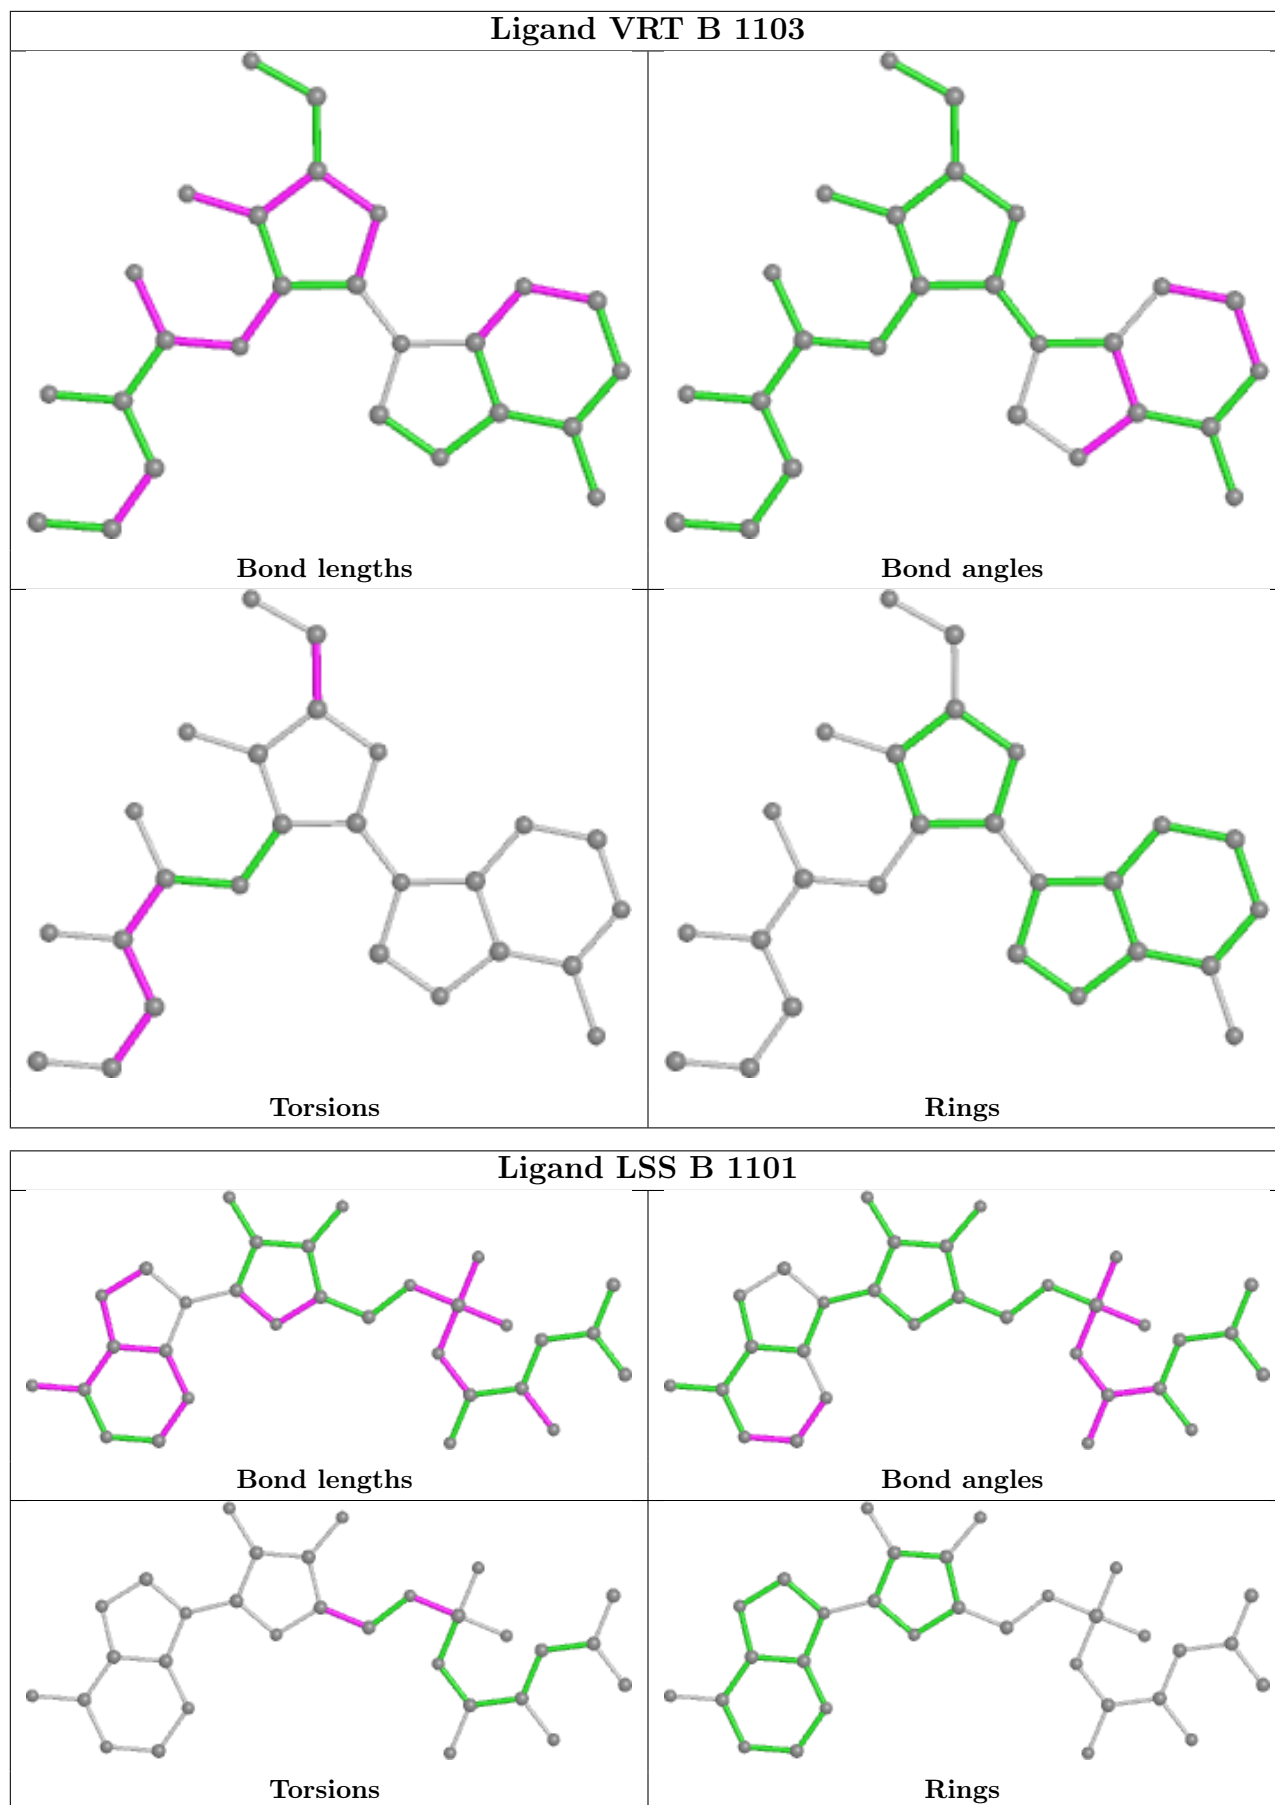 Ligand VRT B 1103
Bond lengths
Bond angles
Torsions
Rings
Ligand LSS B 1101
Bond lengths
Bond angles
Torsions
Rings